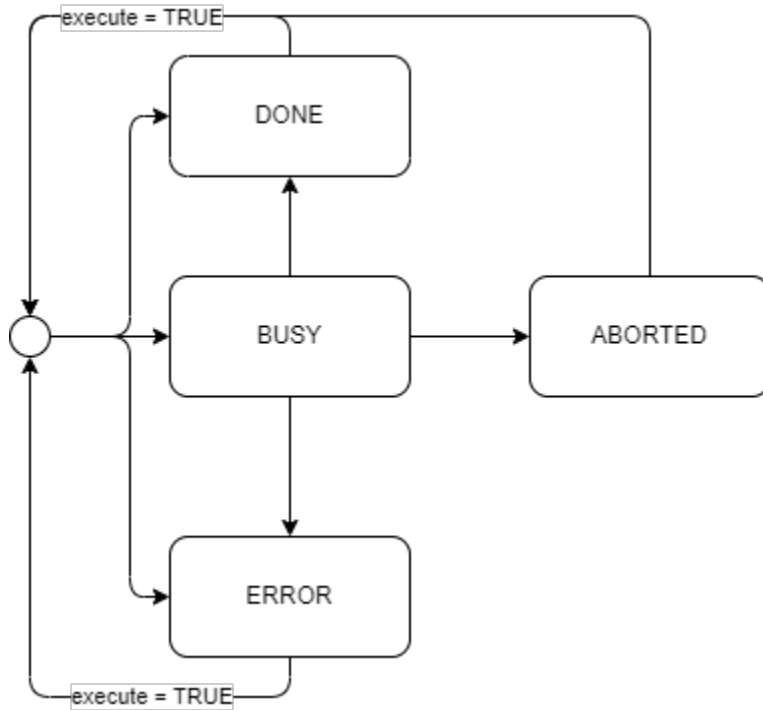 execute = TRUE
DONE
BUSY
ABORTED
ERROR
execute = TRUE